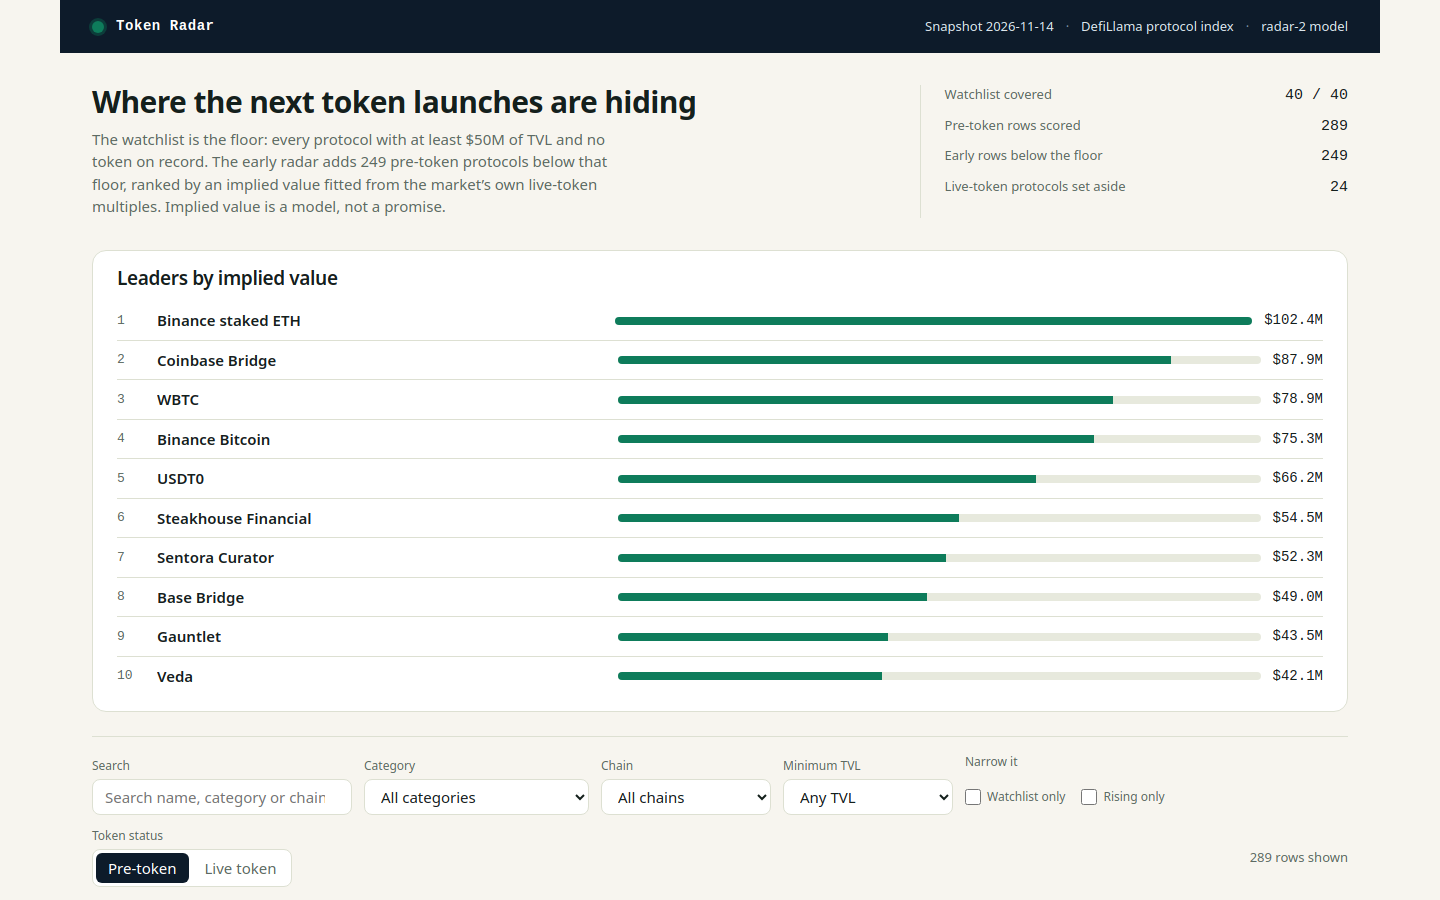 Token Radar
Snapshot 2026-11-14 · DefiLlama protocol index · radar-2 model
Where the next token launches are hiding
The watchlist is the floor: every protocol with at least $50M of TVL and no
token on record. The early radar adds 249 pre-token protocols below that
floor, ranked by an implied value fitted from the market’s own live-token
multiples. Implied value is a model, not a promise.
Watchlist covered 40 / 40
Pre-token rows scored 289
Early rows below the floor 249
Live-token protocols set aside 24
Leaders by implied value
1 Binance staked ETH $102.4M
2 Coinbase Bridge $87.9M
3 WBTC $78.9M
4 Binance Bitcoin $75.3M
5 USDT0 $66.2M
6 Steakhouse Financial $54.5M
7 Sentora Curator $52.3M
8 Base Bridge $49.0M
9 Gauntlet $43.5M
10 Veda $42.1M
Search Category Chain Minimum TVL Narrow it
Search name, category or chain All categories All chains Any TVL Watchlist only Rising only
Token status
Pre-token Live token 289 rows shown